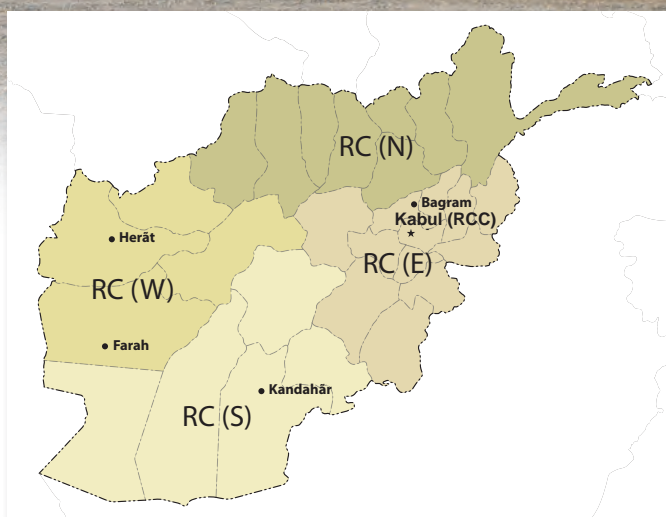 RC (N)
Bagram
Kabul (RCC)
Herāt
RC (E)
RC (W)
Farah
Kandahār
RC (S)